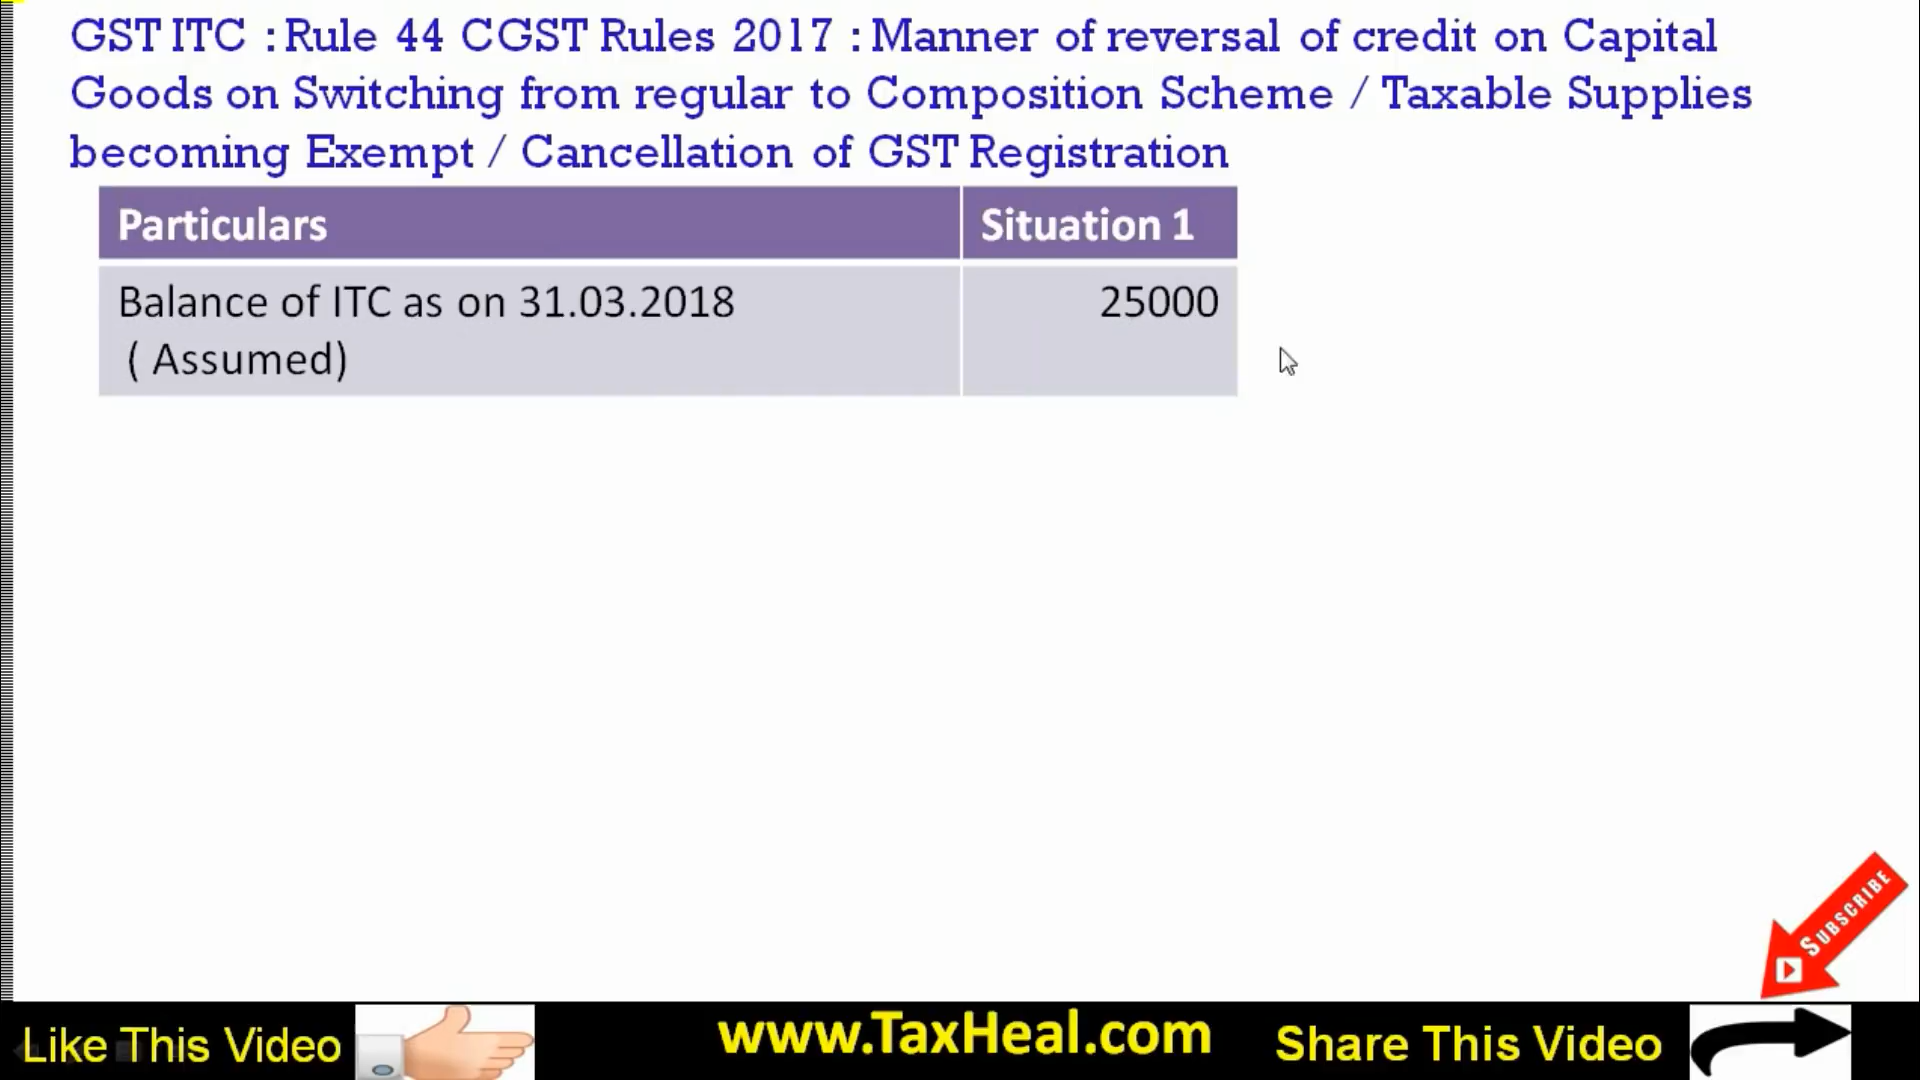 GST ITC : Rule 44 CGST Rules 2017 : Manner of reversal of credit on Capital
Goods on Switching from regular to Composition Scheme / Taxable Supplies
becoming Exempt / Cancellation of GST Registration
Particulars Situation 1
Balance of ITC as on 31.03.2018 25000
( Assumed)
SUBSCRIBE
Like This Video www.TaxHeal.com Share This Video